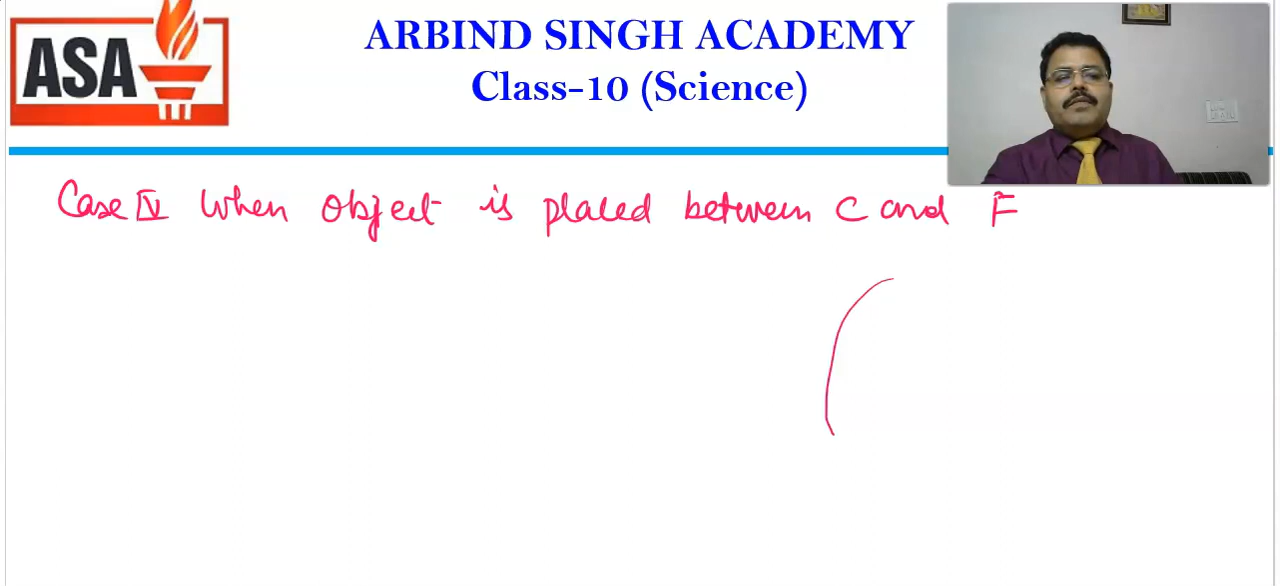 ASA
ARBIND SINGH ACADEMY
Class-10 (Science)
Case IV When object is placed between C and F